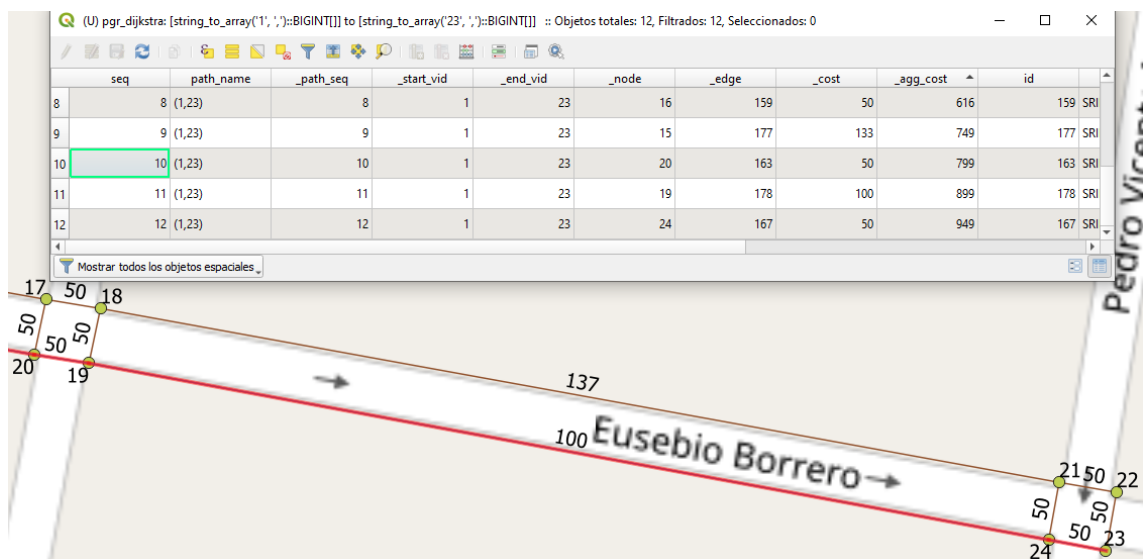 (U) pgr_dijkstra: [string_to_array('1', ',')::BIGINT[]] to [string_to_array('23', ',')::BIGINT[]] :: Objetos totales: 12, Filtrados: 12, Seleccionados: 0
seq path_name _path_seq _start_vid _end_vid _node _edge _cost _agg_cost id
8 8 (1,23) 8 1 23 16 159 50 616 159 SRI
9 9 (1,23) 9 1 23 15 177 133 749 177 SRI
10 10 (1,23) 10 1 23 20 163 50 799 163 SRI
11 11 (1,23) 11 1 23 19 178 100 899 178 SRI
12 12 (1,23) 12 1 23 24 167 50 949 167 SRI
Mostrar todos los objetos espaciales
Pedro Vicent
17 50 18
50 50
50
20 19
137
100 Eusebio Borrero
21 50 22
50 50
50 23
24